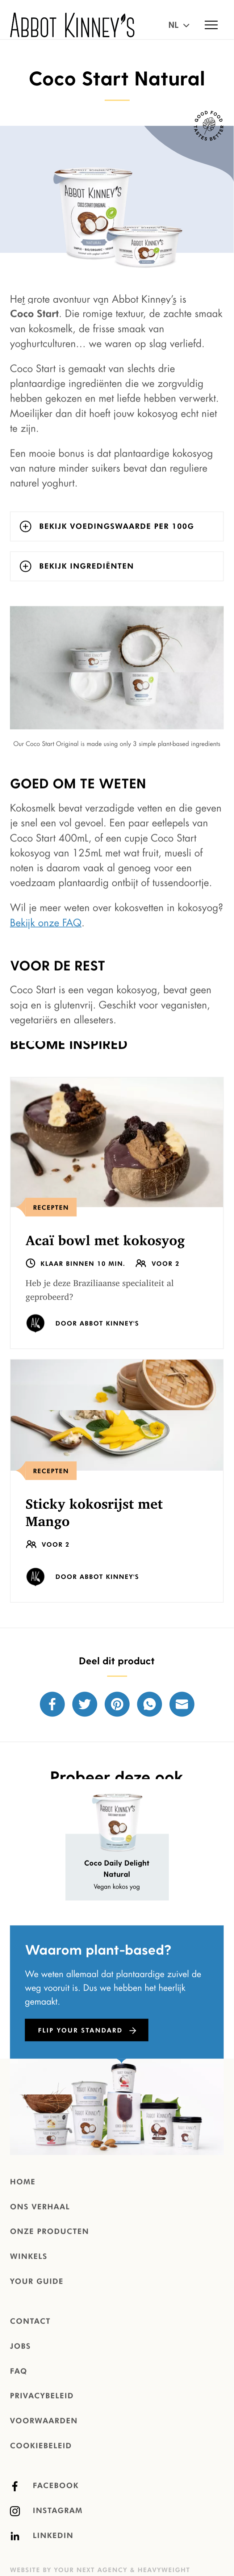 ABBOT KINNEY'S
NL
Coco Start Natural
GOOD FOOD
TASTES BETTER
Het grote avontuur van Abbot Kinney's is
Coco Start. Die romige textuur, de zachte smaak
van kokosmelk, de frisse smaak van
yoghurtculturen... we waren op slag verliefd.
Coco Start is gemaakt van slechts drie
plantaardige ingrediënten die we zorgvuldig
hebben gekozen en met liefde hebben verwerkt.
Moeilijker dan dit hoeft jouw kokosyog echt niet
te zijn.
Een mooie bonus is dat plantaardige kokosyog
van nature minder suikers bevat dan reguliere
naturel yoghurt.
BEKIJK VOEDINGSWAARDE PER 100G
BEKIJK INGREDIËNTEN
Our Coco Start Original is made using only 3 simple plant-based ingredients
GOED OM TE WETEN
Kokosmelk bevat verzadigde vetten en die geven
je snel een vol gevoel. Een paar eetlepels van
Coco Start 400mL, of een cupje Coco Start
kokosyog van 125mL met wat fruit, muesli of
noten is daarom vaak al genoeg voor een
voedzaam plantaardig ontbijt of tussendoortje.
Wil je meer weten over kokosvetten in kokosyog?
Bekijk onze FAQ.
VOOR DE REST
Coco Start is een vegan kokosyog, bevat geen
soja en is glutenvrij. Geschikt voor veganisten,
vegetariërs en alleseters.
BECOME INSPIRED
RECEPTEN
Acaï bowl met kokosyog
KLAAR BINNEN 10 MIN. VOOR 2
Heb je deze Braziliaanse specialiteit al
geprobeerd?
DOOR ABBOT KINNEY'S
RECEPTEN
Sticky kokosrijst met
Mango
VOOR 2
DOOR ABBOT KINNEY'S
Deel dit product
Probeer deze ook
ABBOT KINNEY'S
Coco Daily Delight
Natural
Vegan kokos yog
Waarom plant-based?
We weten allemaal dat plantaardige zuivel de
weg vooruit is. Dus we hebben het heerlijk
gemaakt.
FLIP YOUR STANDARD
HOME
ONS VERHAAL
ONZE PRODUCTEN
WINKELS
YOUR GUIDE
CONTACT
JOBS
FAQ
PRIVACYBELEID
VOORWAARDEN
COOKIEBELEID
FACEBOOK
INSTAGRAM
LINKEDIN
WEBSITE BY YOUR NEXT AGENCY & HEAVYWEIGHT